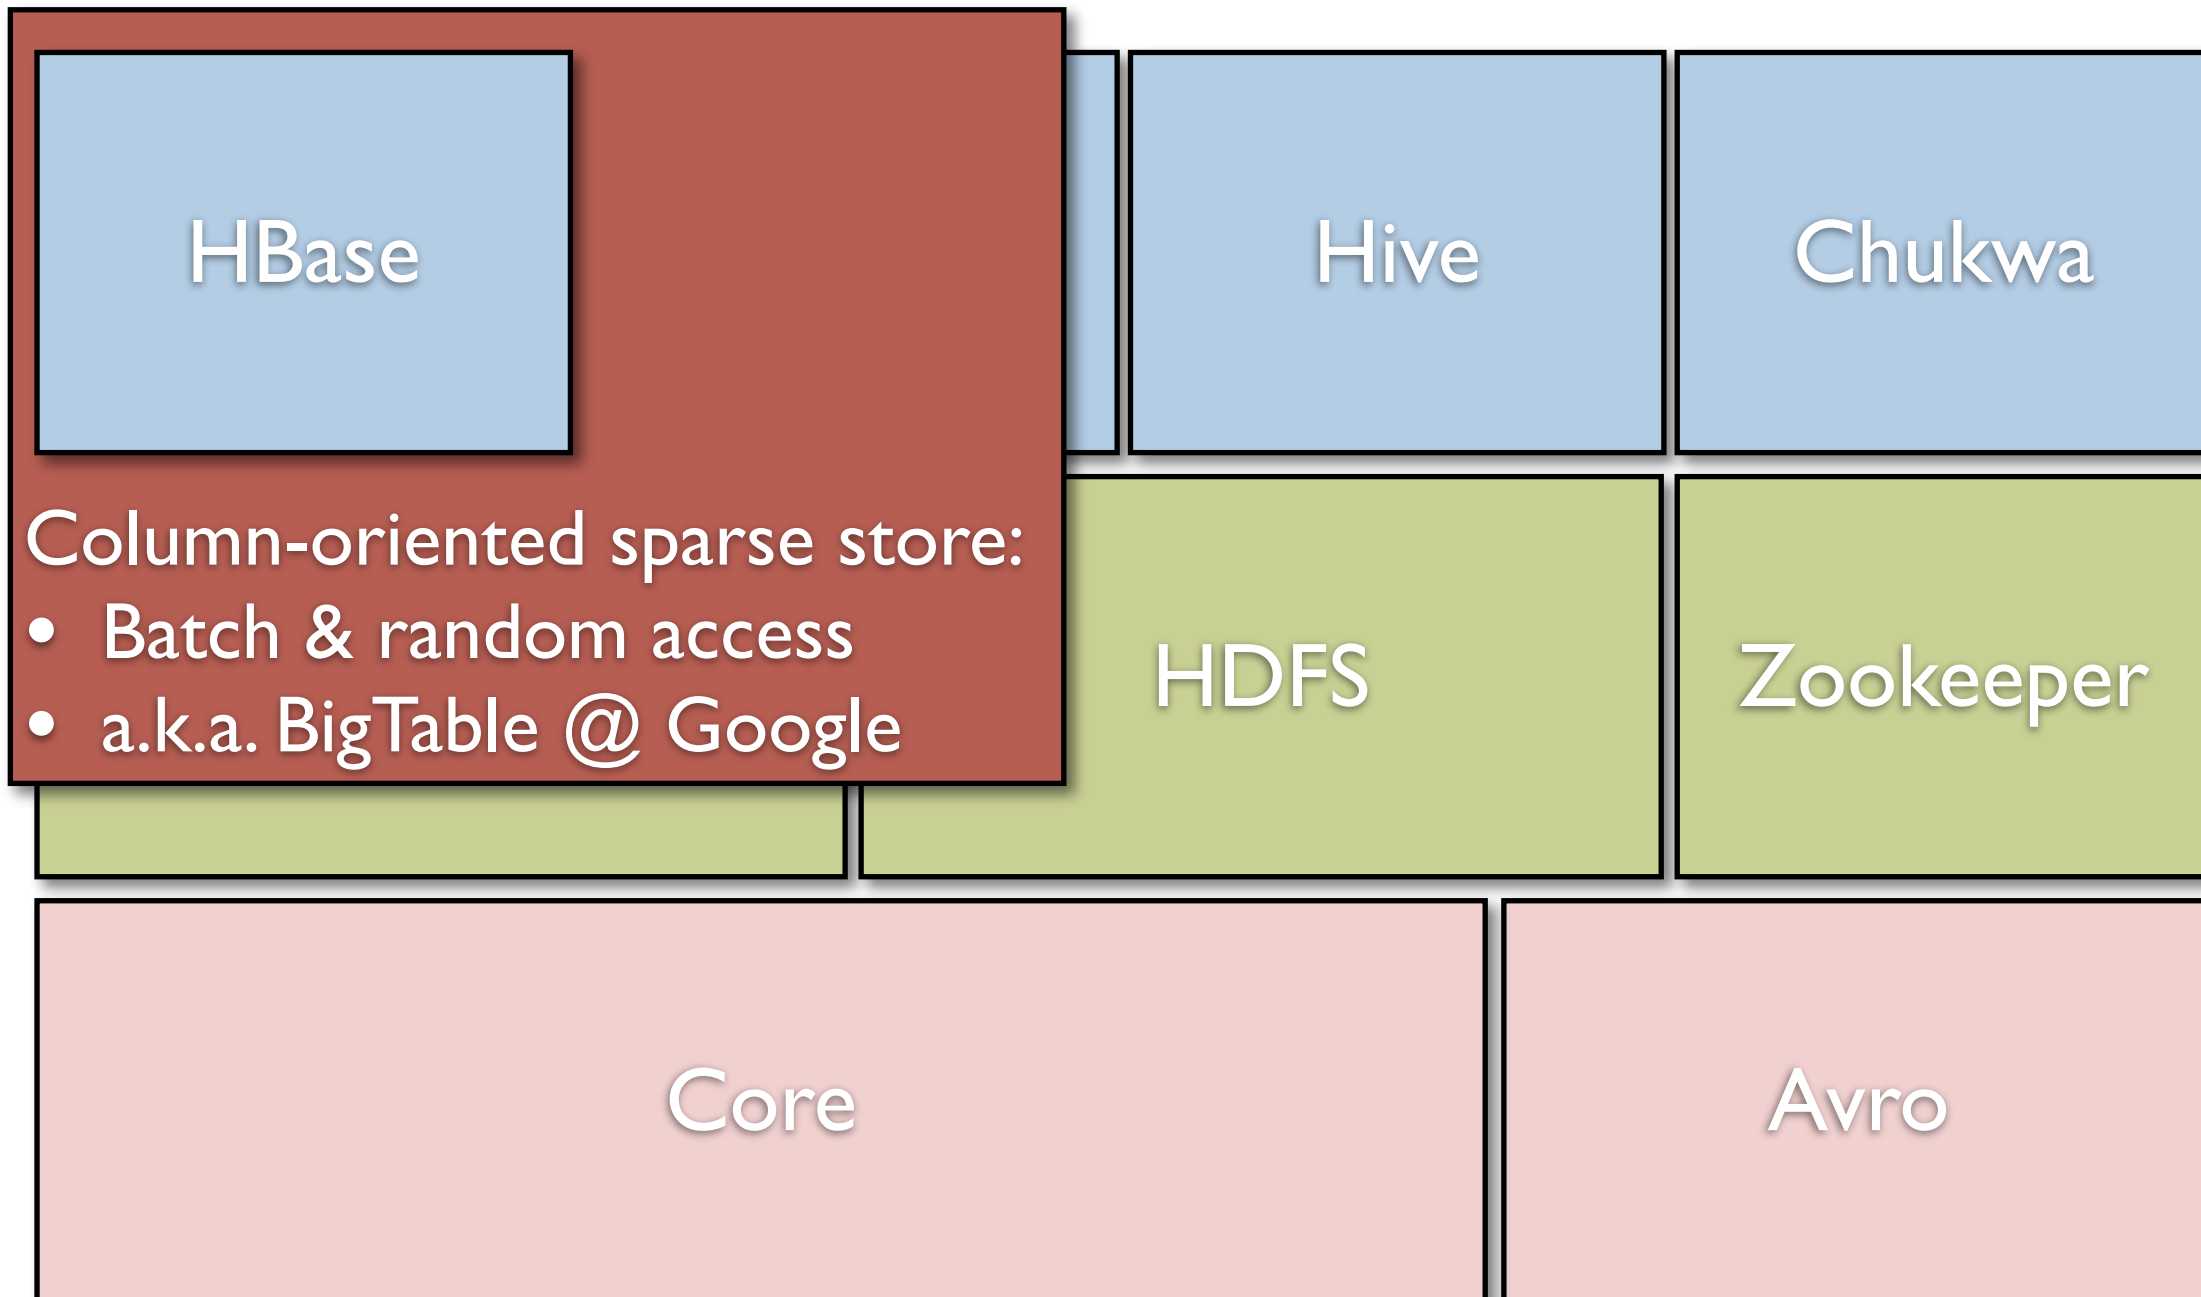 HBase
Hive
Chukwa
Column-oriented sparse store:
• Batch & random access
• a.k.a. BigTable @ Google
HDFS
Zookeeper
Core
Avro